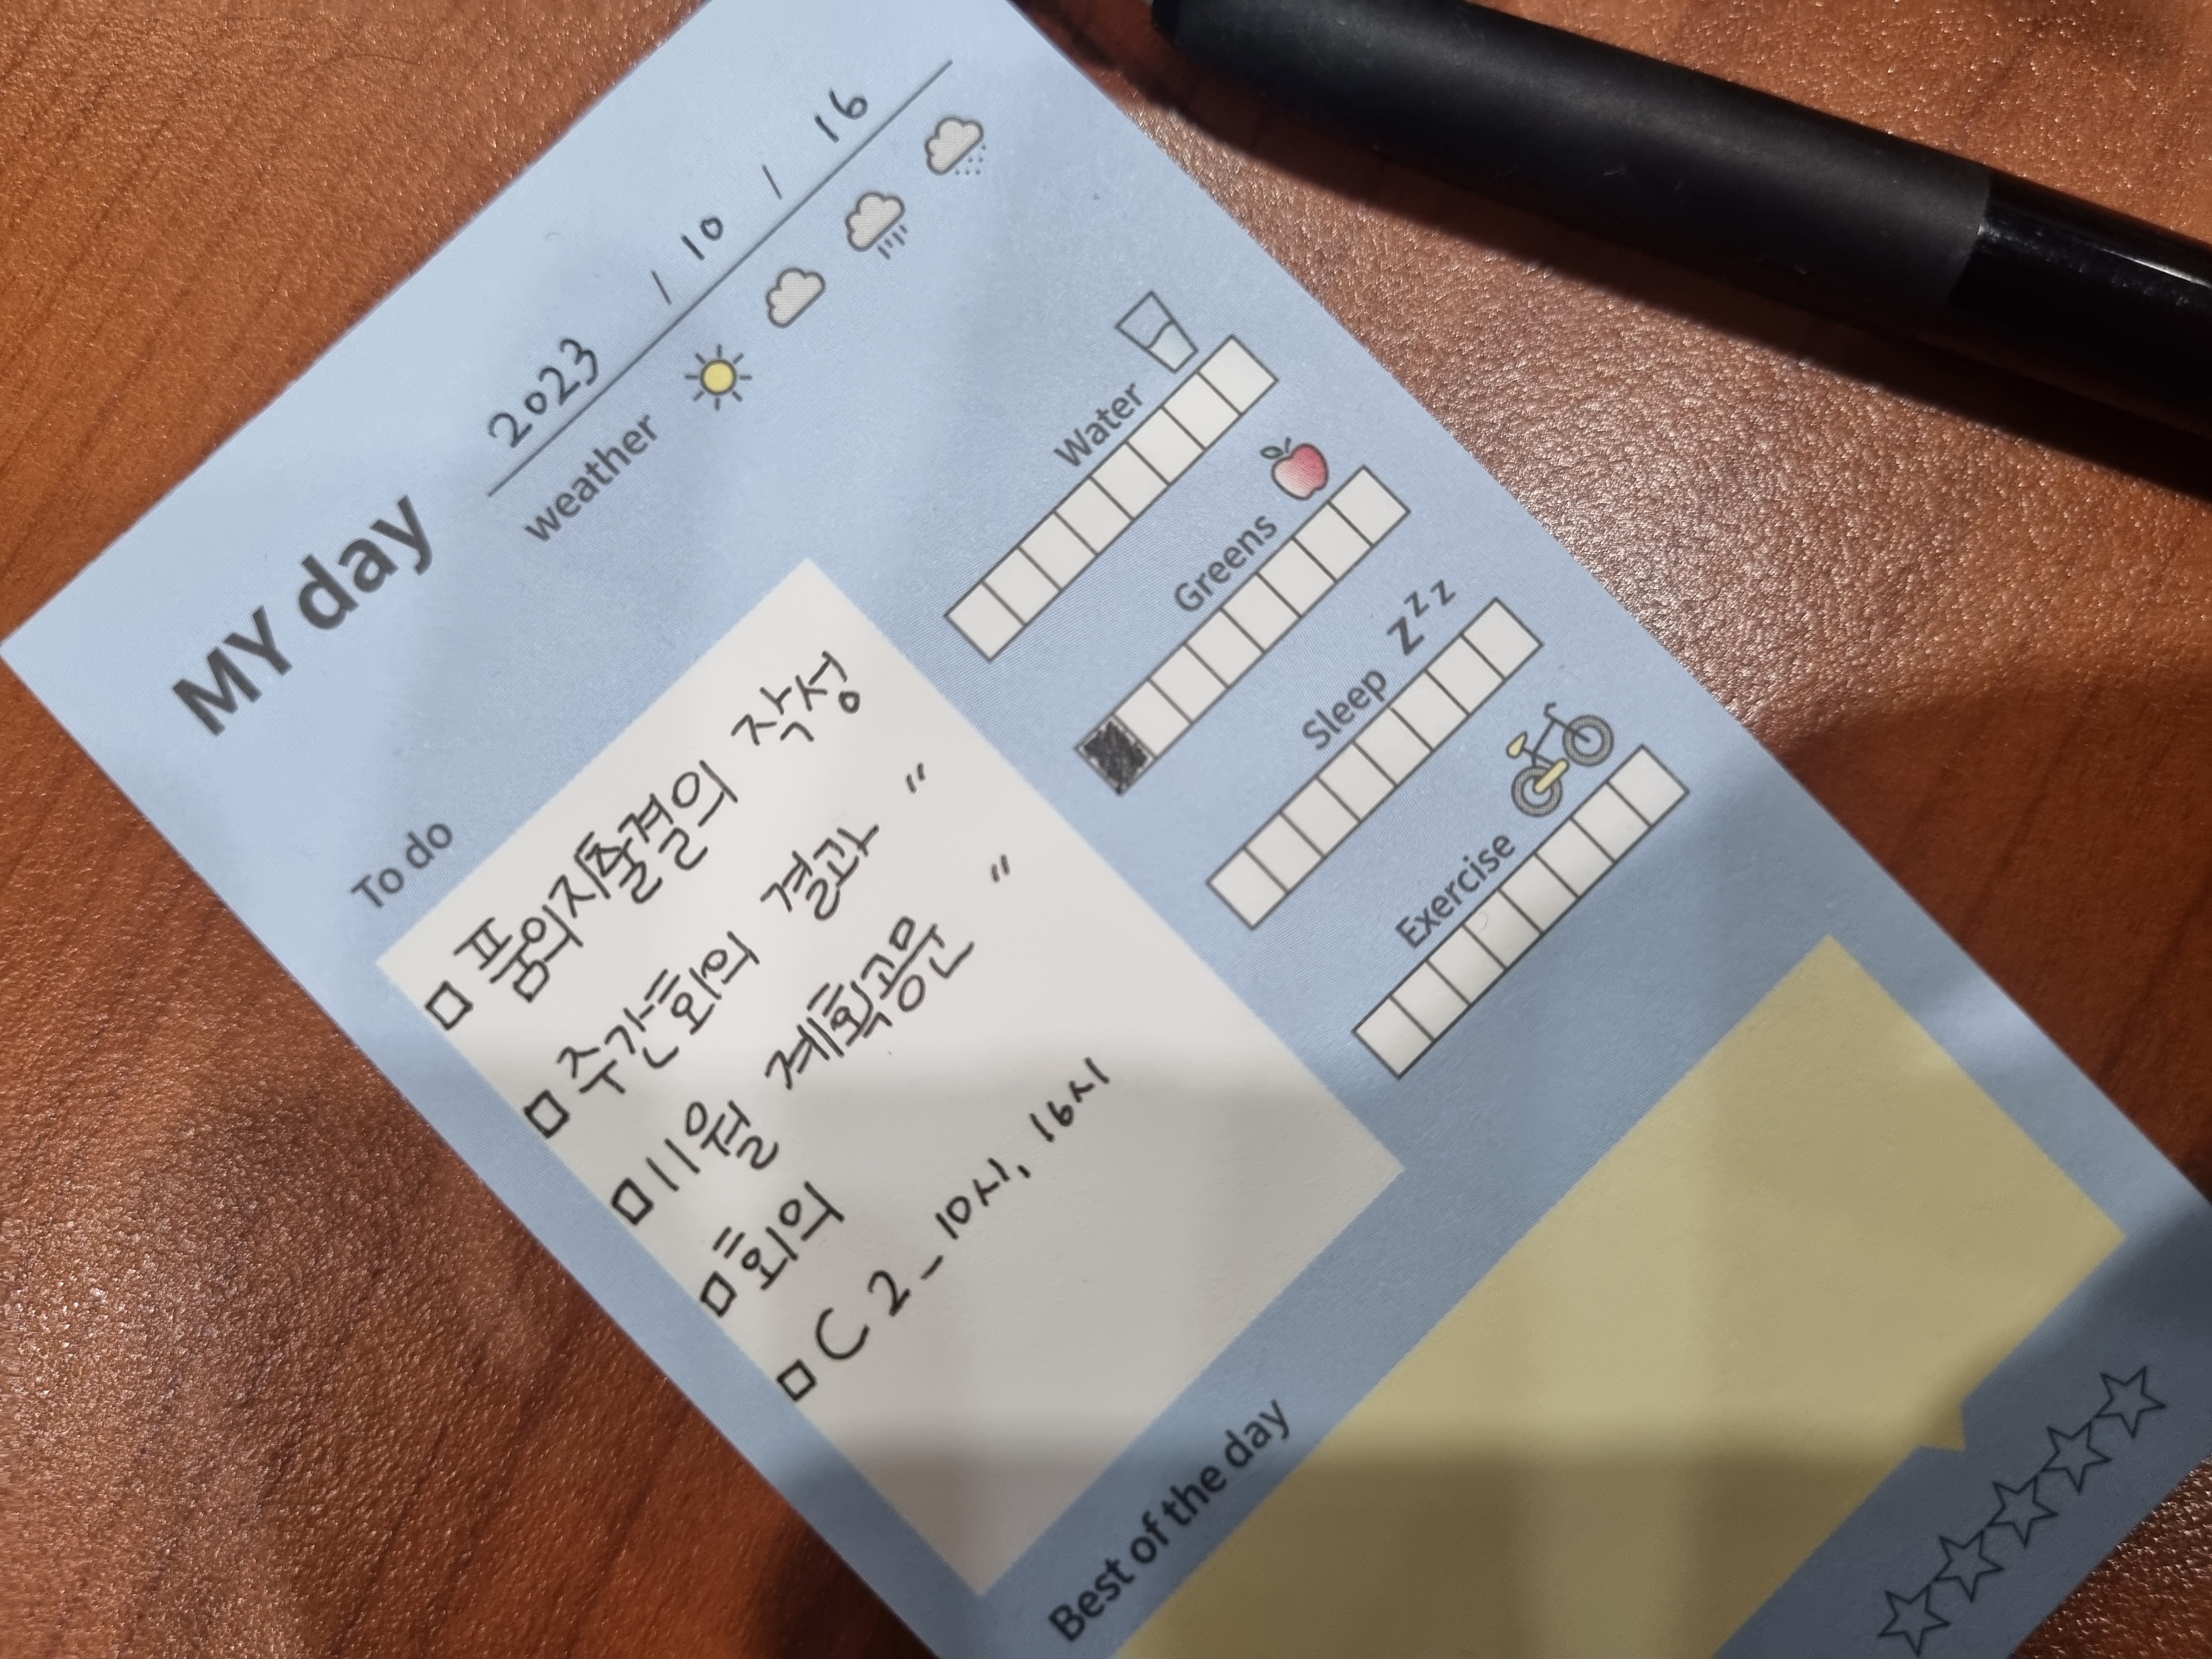 MY day
2023 / 10 / 16
weather
To do
□ 품의지출결의 작성
□ 주간회의 결과 "
□ 11월 계획공문 "
□ 회의
□ C 2_10시, 16시
Water
Greens
Sleep z z z
Exercise
Best of the day